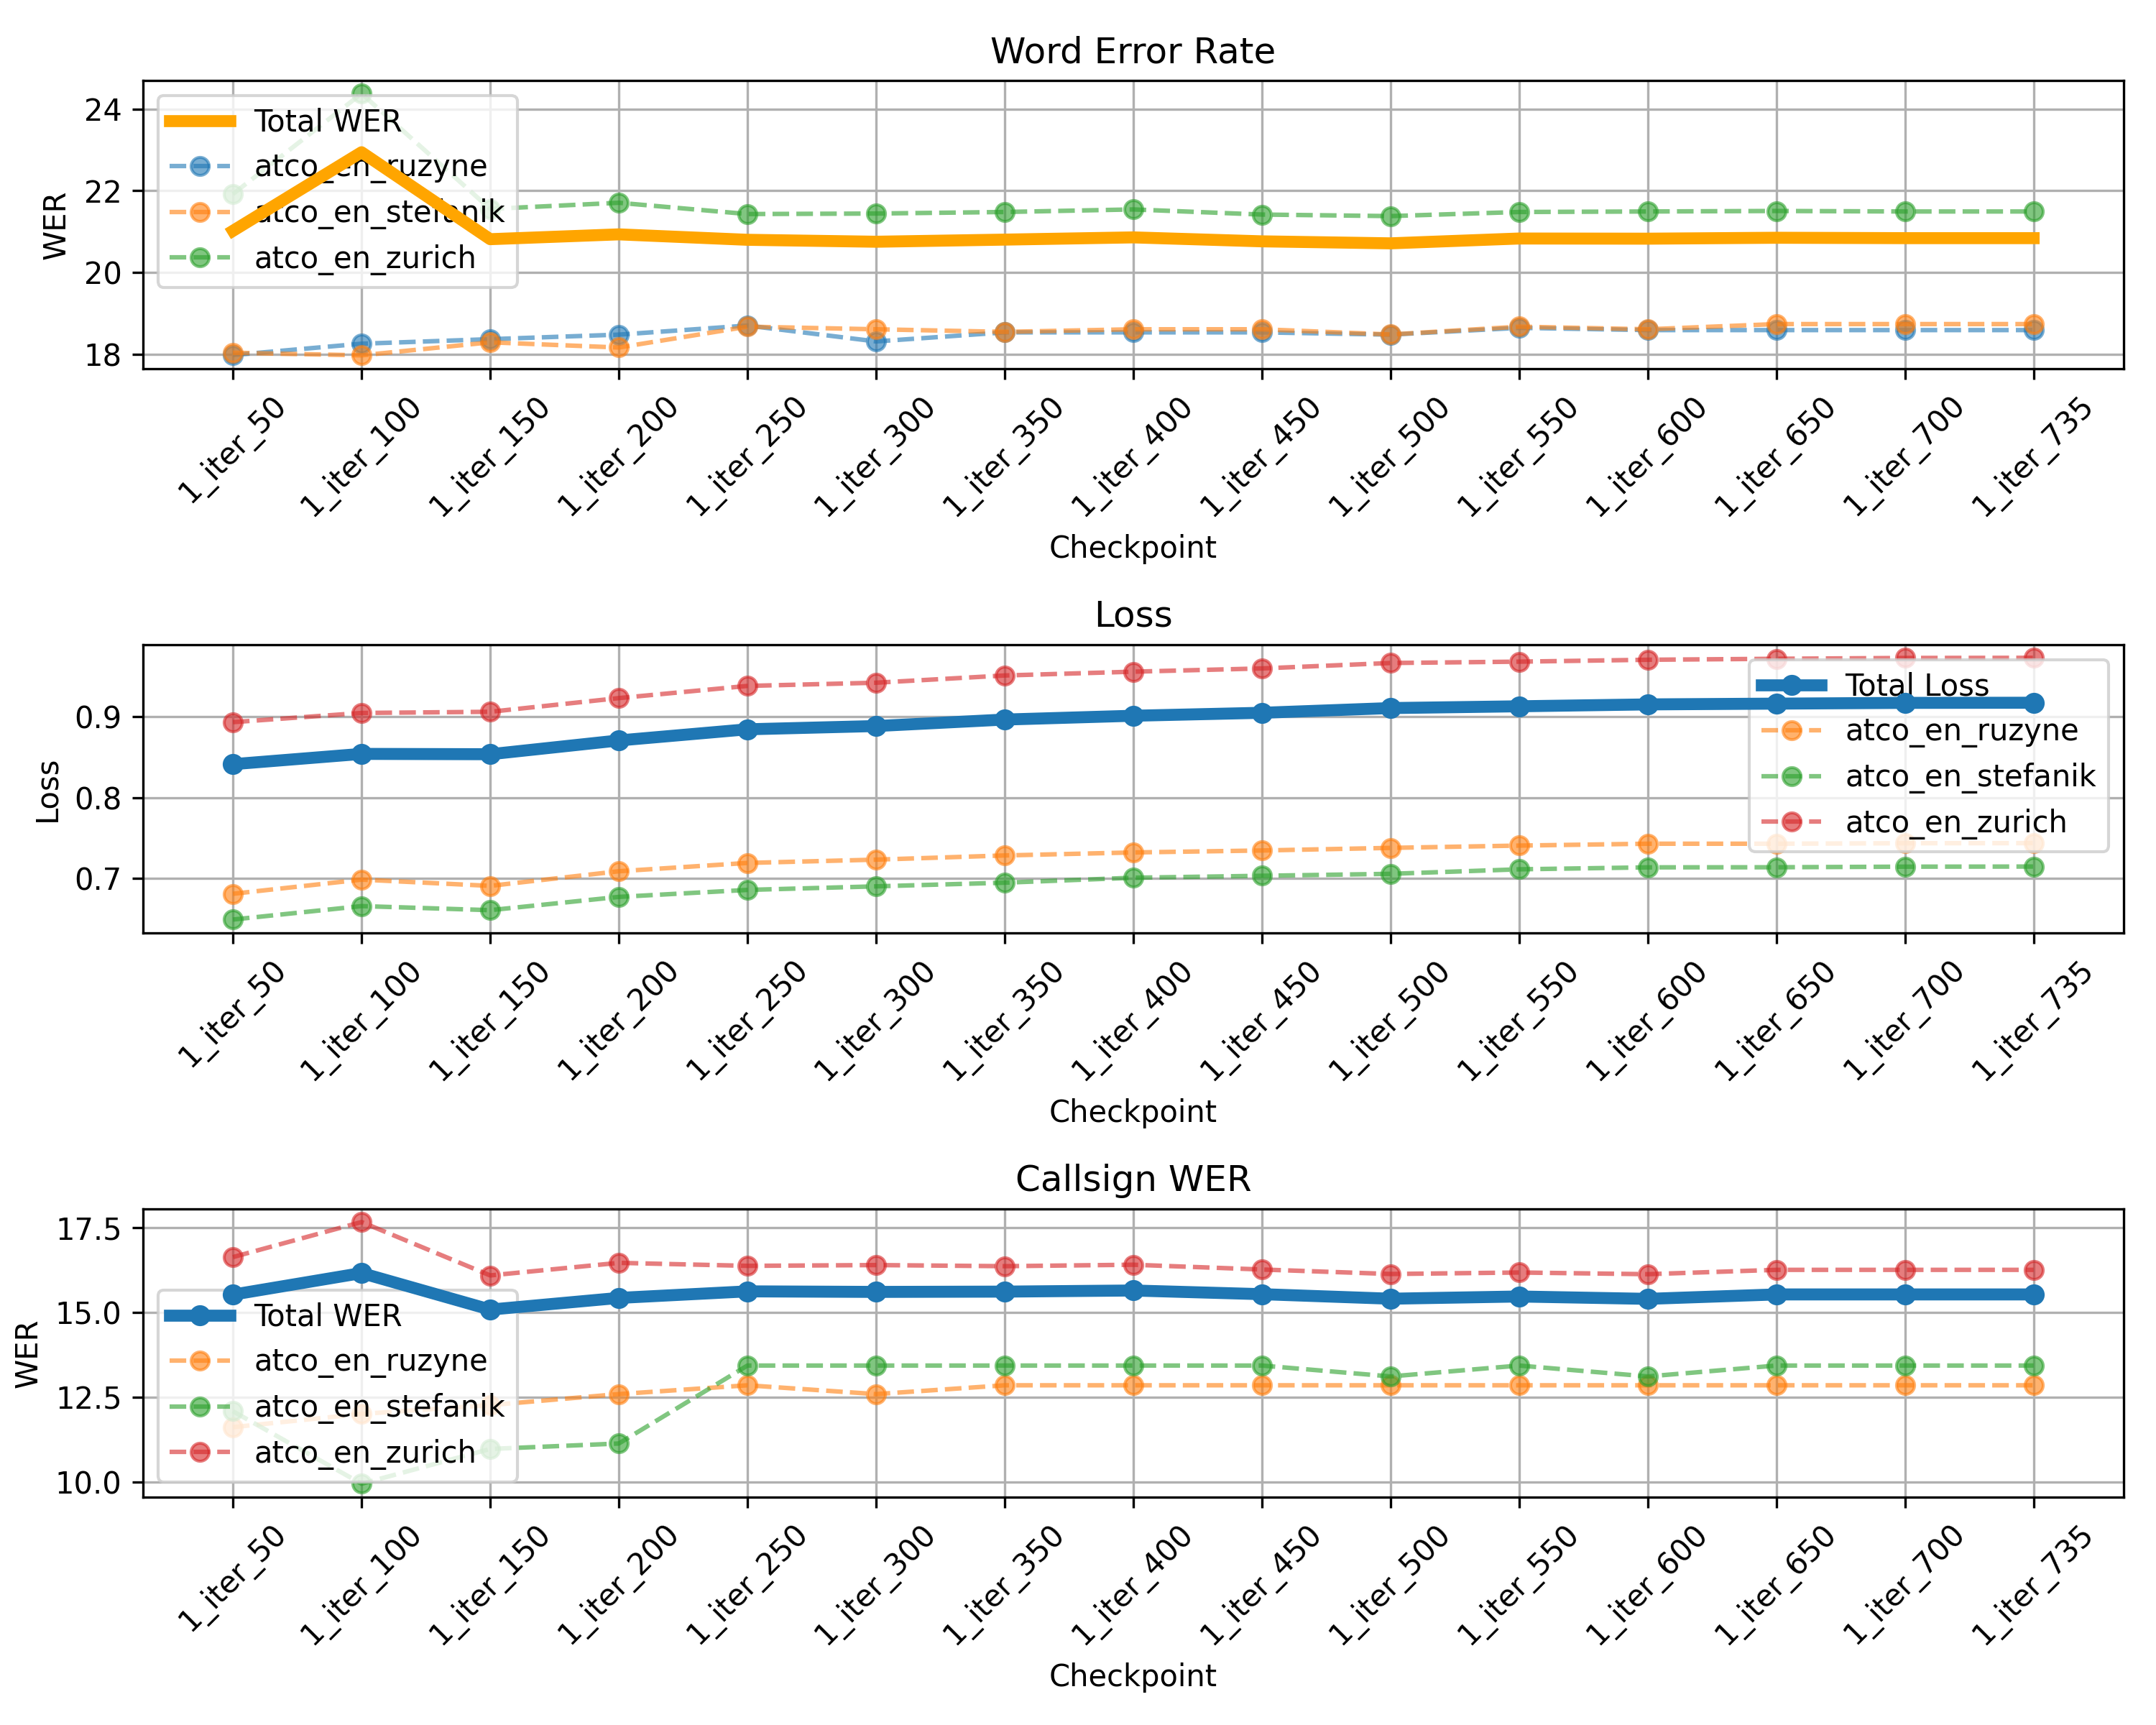 Word Error Rate
WER
24
22
20
18
Total WER
atco_en_ruzyne
atco_en_stefanik
atco_en_zurich
1_iter_50
1_iter_100
1_iter_150
1_iter_200
1_iter_250
1_iter_300
1_iter_350
1_iter_400
1_iter_450
1_iter_500
1_iter_550
1_iter_600
1_iter_650
1_iter_700
1_iter_735
Checkpoint
Loss
Loss
0.9
0.8
0.7
Total Loss
atco_en_ruzyne
atco_en_stefanik
atco_en_zurich
1_iter_50
1_iter_100
1_iter_150
1_iter_200
1_iter_250
1_iter_300
1_iter_350
1_iter_400
1_iter_450
1_iter_500
1_iter_550
1_iter_600
1_iter_650
1_iter_700
1_iter_735
Checkpoint
Callsign WER
WER
17.5
15.0
12.5
10.0
Total WER
atco_en_ruzyne
atco_en_stefanik
atco_en_zurich
1_iter_50
1_iter_100
1_iter_150
1_iter_200
1_iter_250
1_iter_300
1_iter_350
1_iter_400
1_iter_450
1_iter_500
1_iter_550
1_iter_600
1_iter_650
1_iter_700
1_iter_735
Checkpoint